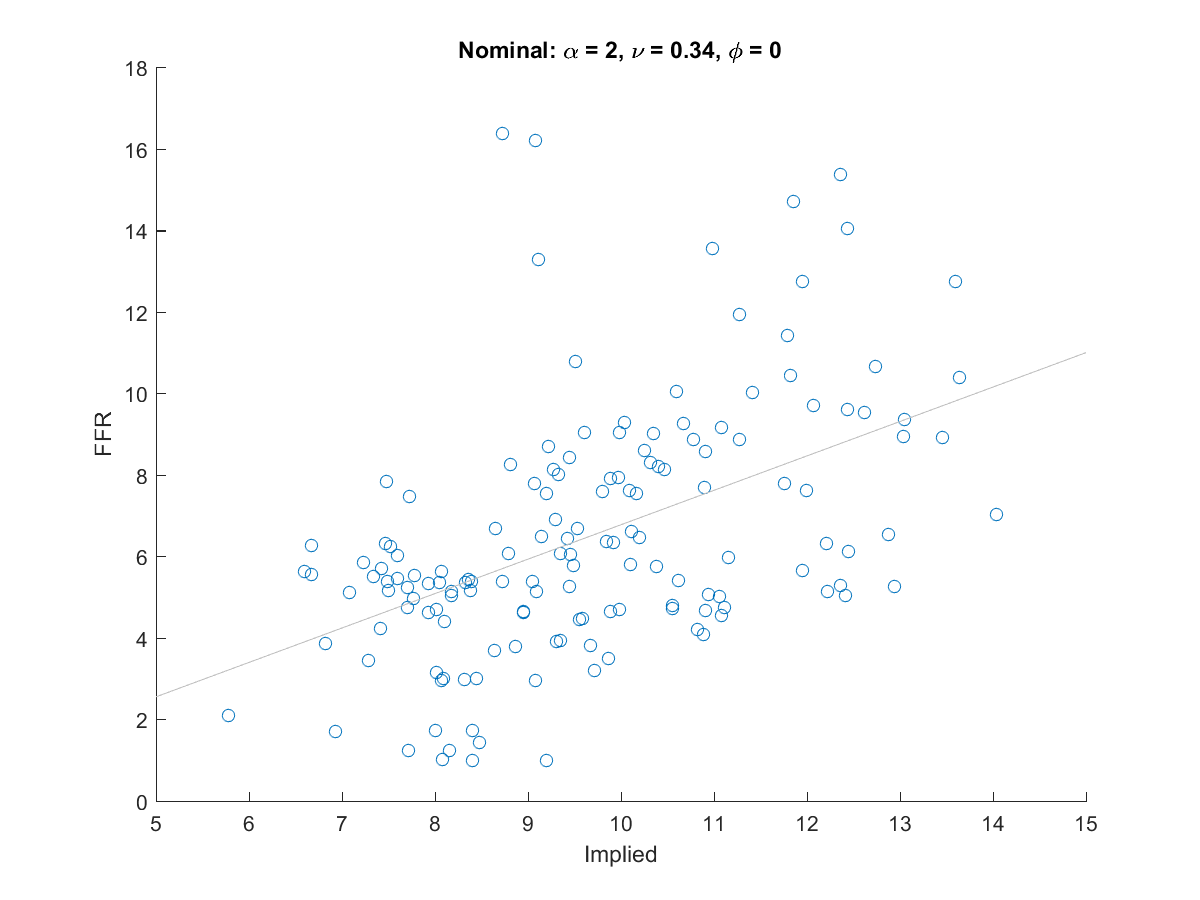 Nominal: α = 2, ν = 0.34, ϕ = 0
18
16
14
12
10
8
6
4
2
0
FFR
5 6 7 8 9 10 11 12 13 14 15
Implied